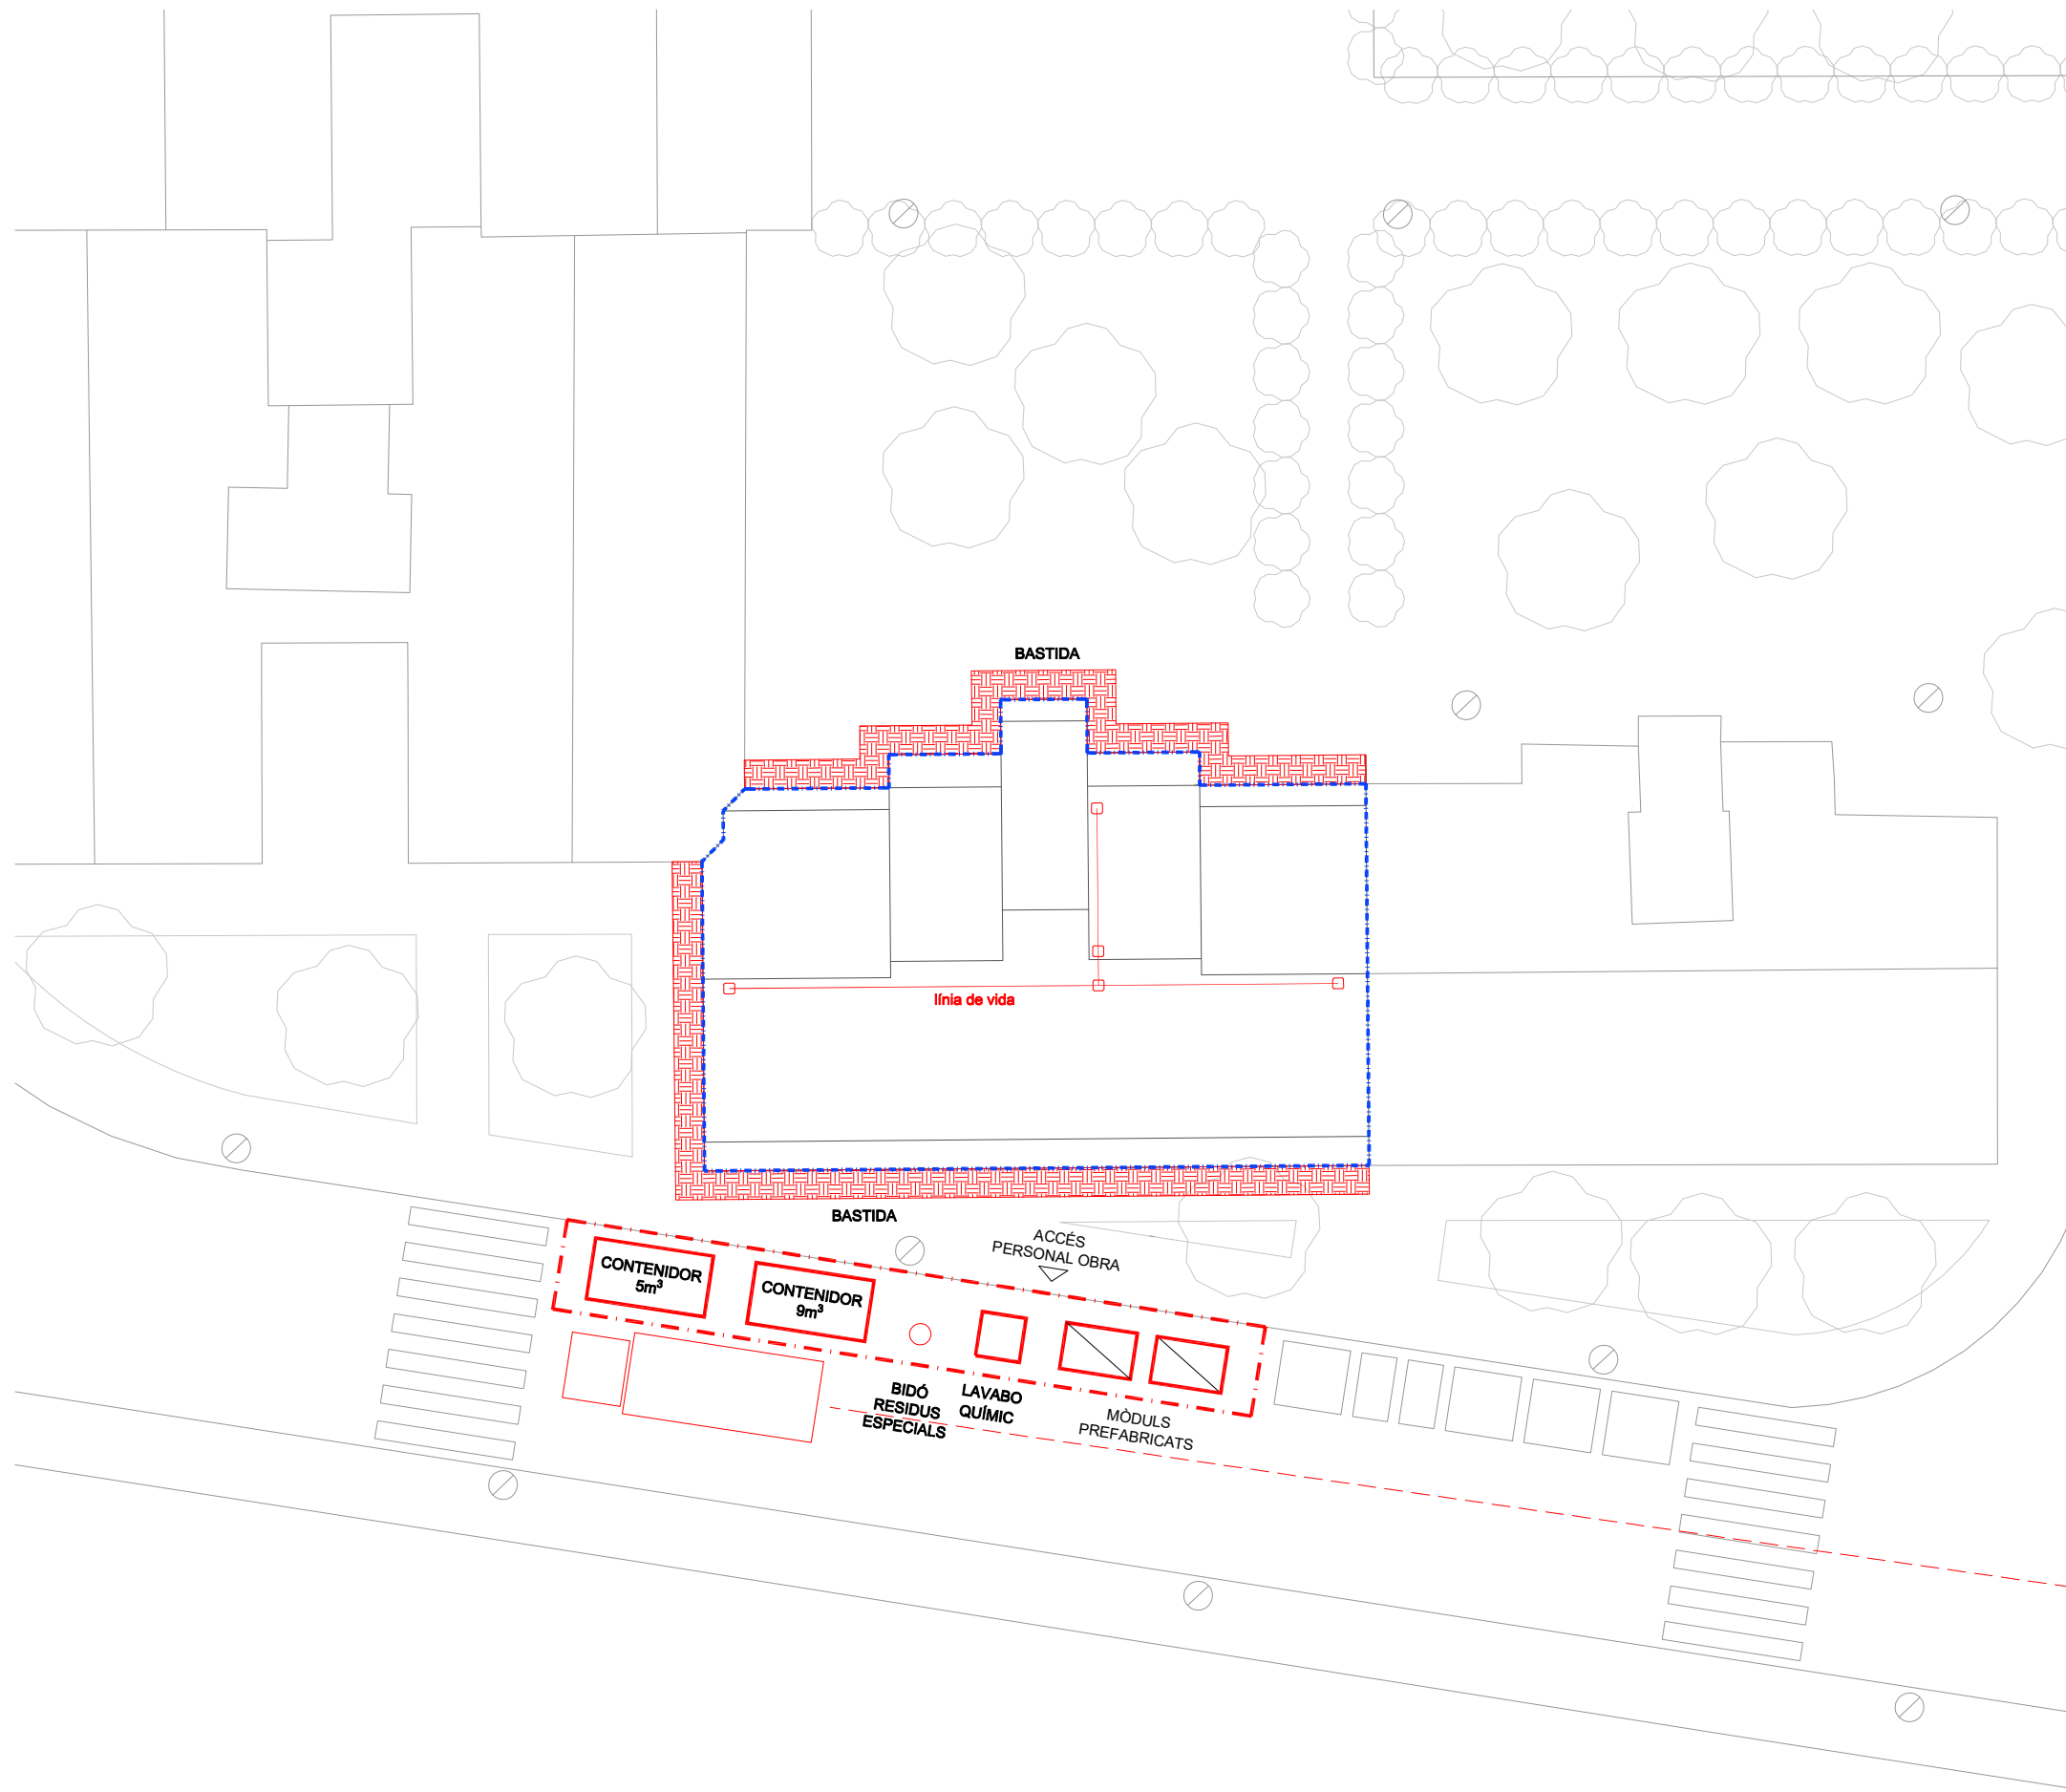 BASTIDA
línia de vida
BASTIDA
ACCÉS
PERSONAL OBRA
CONTENIDOR
5m³
CONTENIDOR
9m³
BIDÓ
RESIDUS
ESPECIALS
LAVABO
QUÍMIC
MÒDULS
PREFABRICATS